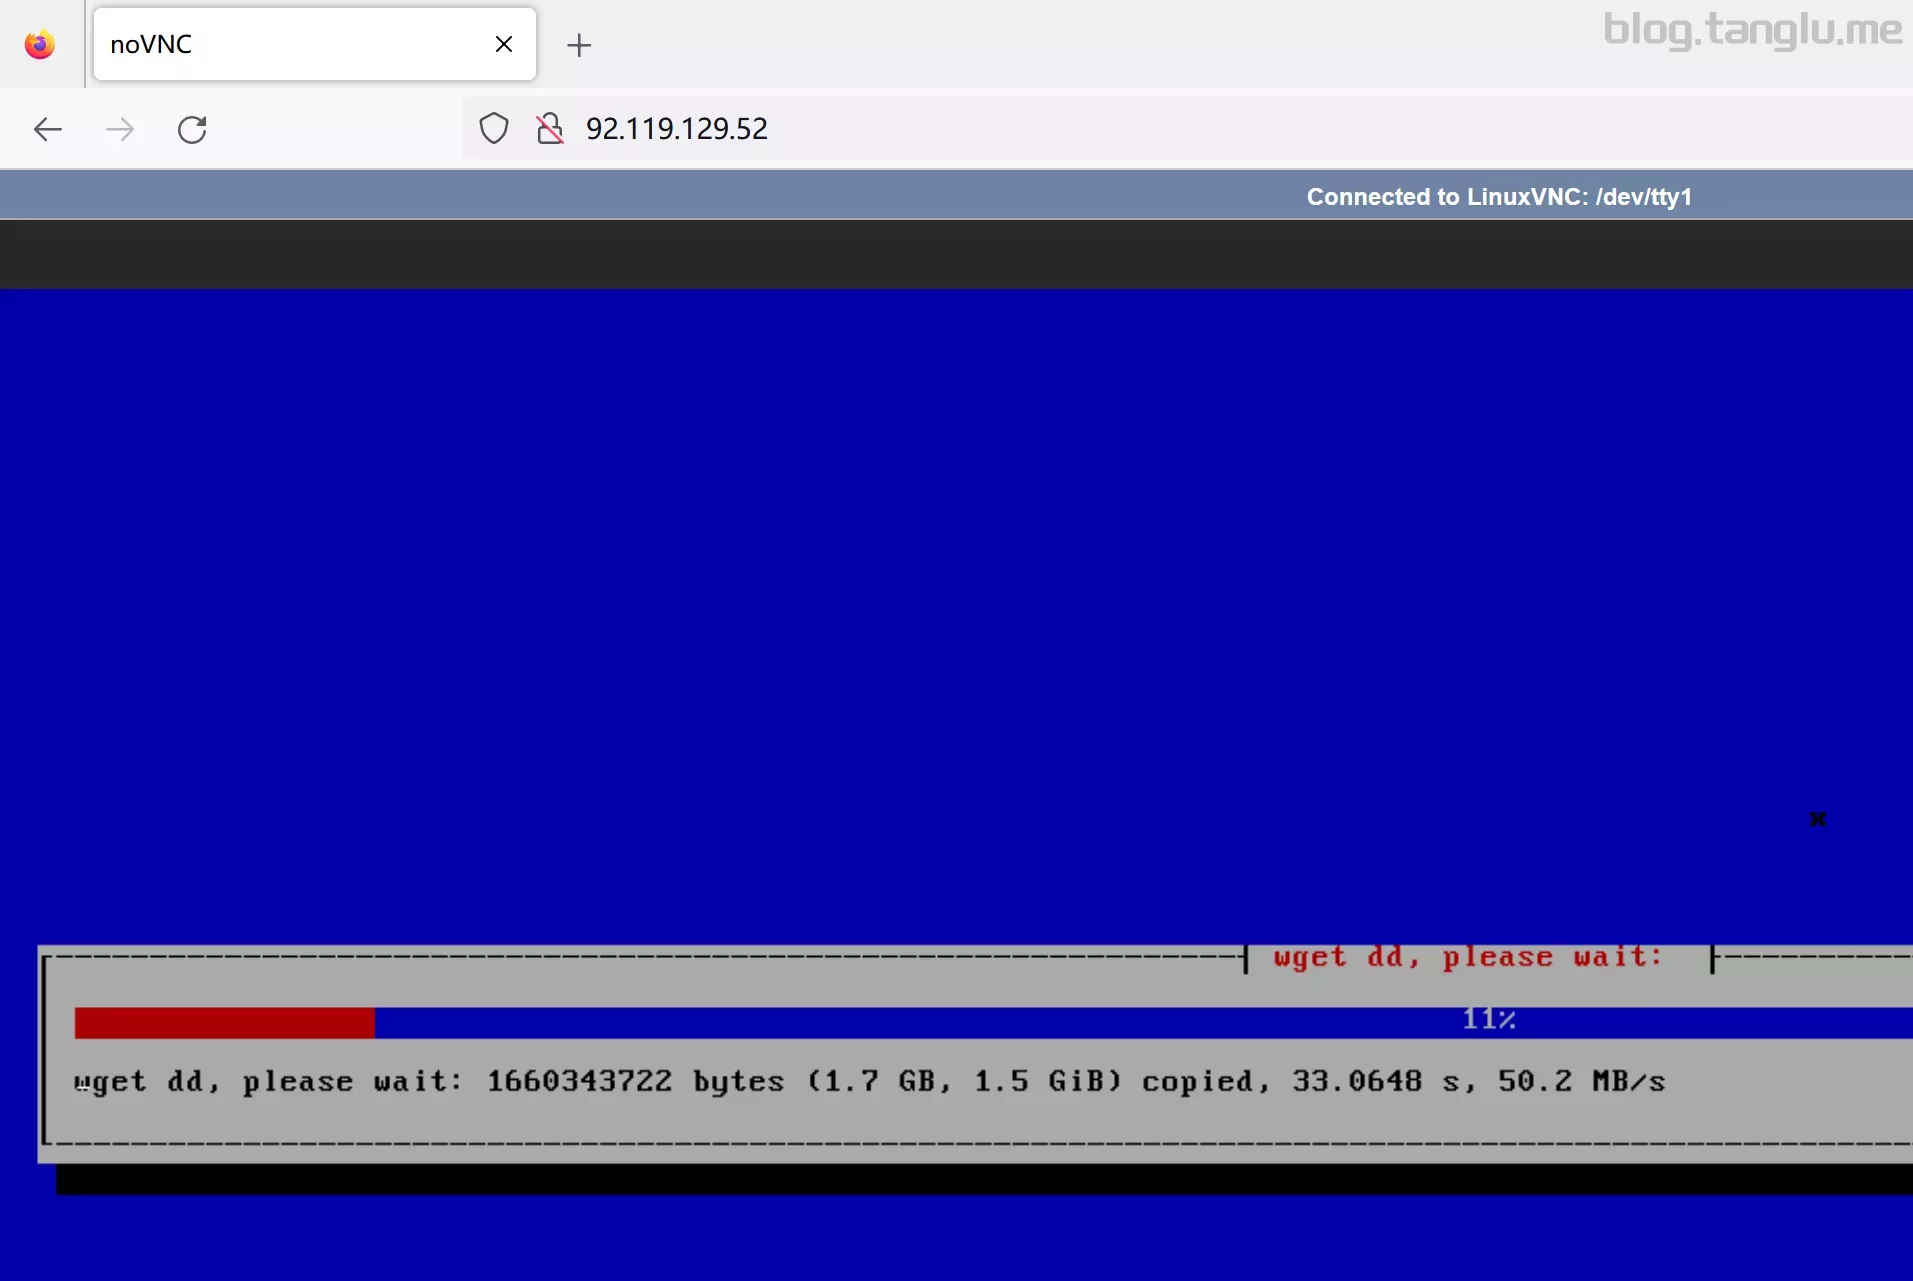 blog.tanglu.me
noVNC
92.119.129.52
Connected to LinuxVNC: /dev/tty1
wget dd, please wait:
11%
wget dd, please wait: 1660343722 bytes (1.7 GB, 1.5 GiB) copied, 33.0648 s, 50.2 MB/s